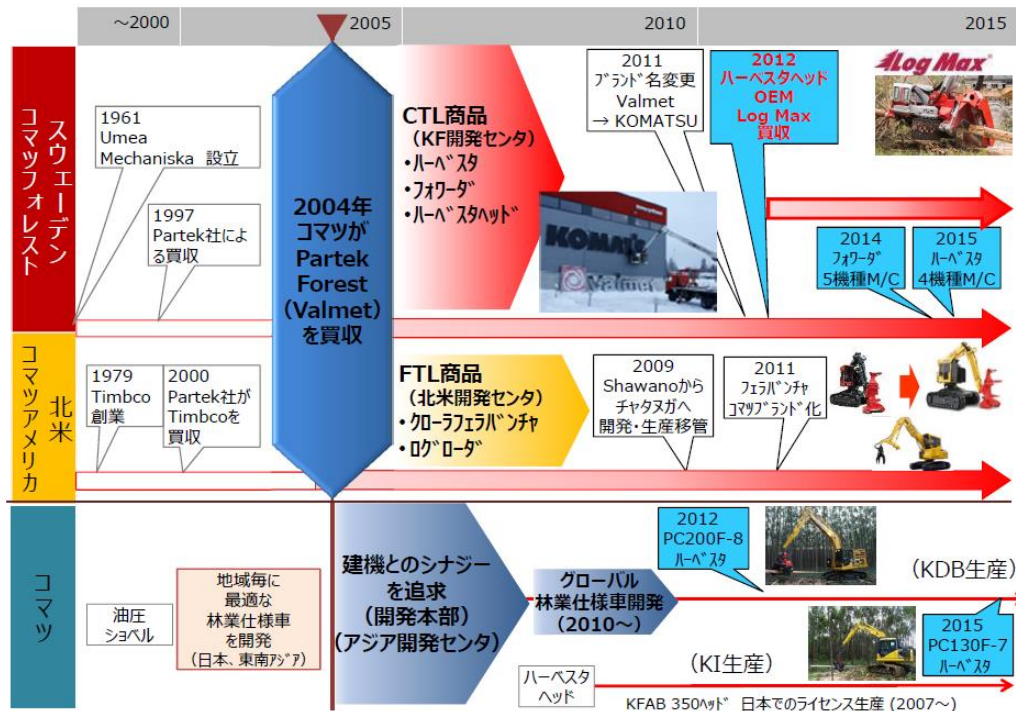 ～2000
2005
2010
2015
スウェーデン
コマツフォレスト
1961
Umea
Mechaniska 設立
1997
Partek社によ
る買収
2004年
コマツが
Partek
Forest
(Valmet)
を買収
CTL商品
(KF開発センタ)
・ﾊｰﾍﾞｽﾀ
・ﾌｫﾜｰﾀﾞ
・ﾊｰﾍﾞｽﾀﾍｯﾄﾞ
KOMATS
Valmet
2011
ﾌﾞﾗﾝﾄﾞ名変更
Valmet
→ KOMATSU
2012
ﾊｰﾍﾞｽﾀﾍｯﾄﾞ
OEM
Log Max
買収
Log Max
2014
ﾌｫﾜｰﾀﾞ
5機種M/C
2015
ﾊｰﾍﾞｽﾀ
4機種M/C
北米
コマツアメリカ
1979
Timbco
創業
2000
Partek社が
Timbcoを
買収
FTL商品
(北米開発センタ)
・ｸﾛｰﾗﾌｪﾗﾊﾞﾝﾁｬ
・ﾛｸﾞﾛｰﾀﾞ
2009
Shawanoから
チャタヌガへ
開発・生産移管
2011
ﾌｪﾗﾊﾞﾝﾁｬ
ｺﾏﾂﾌﾞﾗﾝﾄﾞ化
コマツ
油圧
ショベル
地域毎に
最適な
林業仕様車
を開発
(日本、東南ｱｼﾞｱ)
建機とのシナジー
を追求
(開発本部)
(アジア開発センタ)
グローバル
林業仕様車開発
(2010～)
2012
PC200F-8
ﾊｰﾍﾞｽﾀ
(KDB生産)
2015
PC130F-7
ﾊｰﾍﾞｽﾀ
(KI生産)
ハーベスタ
ヘッド
KFAB 350ﾍｯﾄﾞ 日本でのライセンス生産 (2007～)